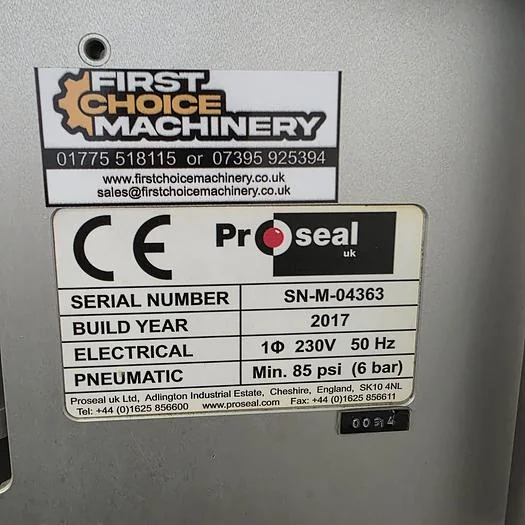 FIRST
CHOICE
MACHINERY
01775 518115 or 07395 925394
www.firstchoicemachinery.co.uk
sales@firstchoicemachinery.co.uk
CE Proseal
uk
SERIAL NUMBER SN-M-04363
BUILD YEAR 2017
ELECTRICAL 1Φ 230V 50 Hz
PNEUMATIC Min. 85 psi (6 bar)
Proseal uk Ltd, Adlington Industrial Estate, Cheshire, England, SK10 4NL
Tel: +44 (0)1625 856600 www.proseal.com Fax: +44 (0)1625 856611